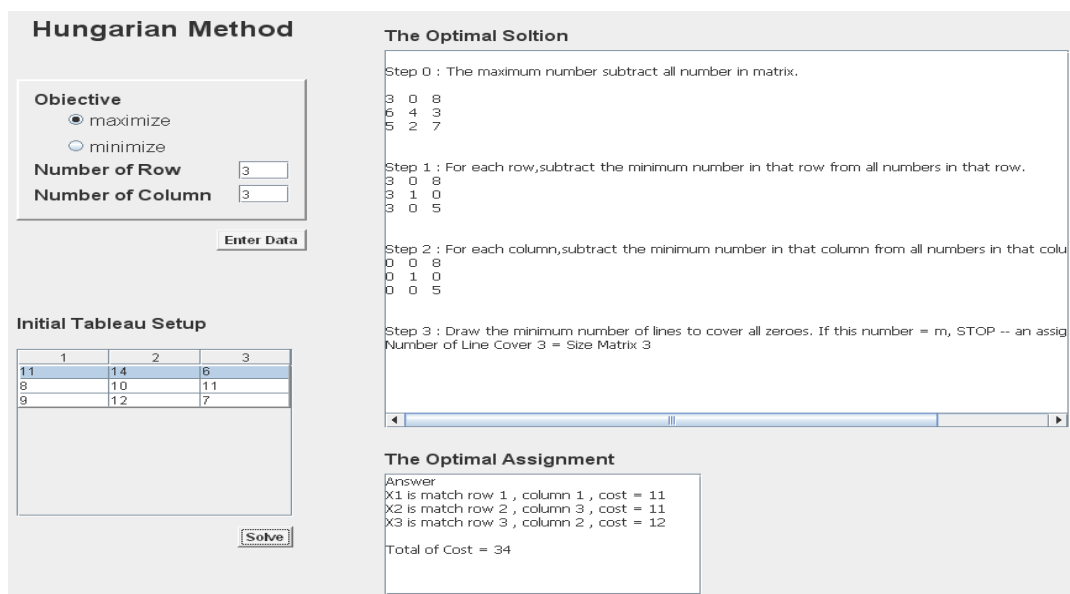 Hungarian Method
Obiective
maximize
minimize
Number of Row 3
Number of Column 3
Enter Data
Initial Tableau Setup
1 2 3
11 14 6
8 10 11
9 12 7
Solve
The Optimal Soltion
Step 0 : The maximum number subtract all number in matrix.
3 0 8
6 4 3
5 2 7
Step 1 : For each row,subtract the minimum number in that row from all numbers in that row.
3 0 8
3 1 0
3 0 5
Step 2 : For each column,subtract the minimum number in that column from all numbers in that colu
0 0 8
0 1 0
0 0 5
Step 3 : Draw the minimum number of lines to cover all zeroes. If this number = m, STOP -- an assig
Number of Line Cover 3 = Size Matrix 3
The Optimal Assignment
Answer
X1 is match row 1 , column 1 , cost = 11
X2 is match row 2 , column 3 , cost = 11
X3 is match row 3 , column 2 , cost = 12
Total of Cost = 34